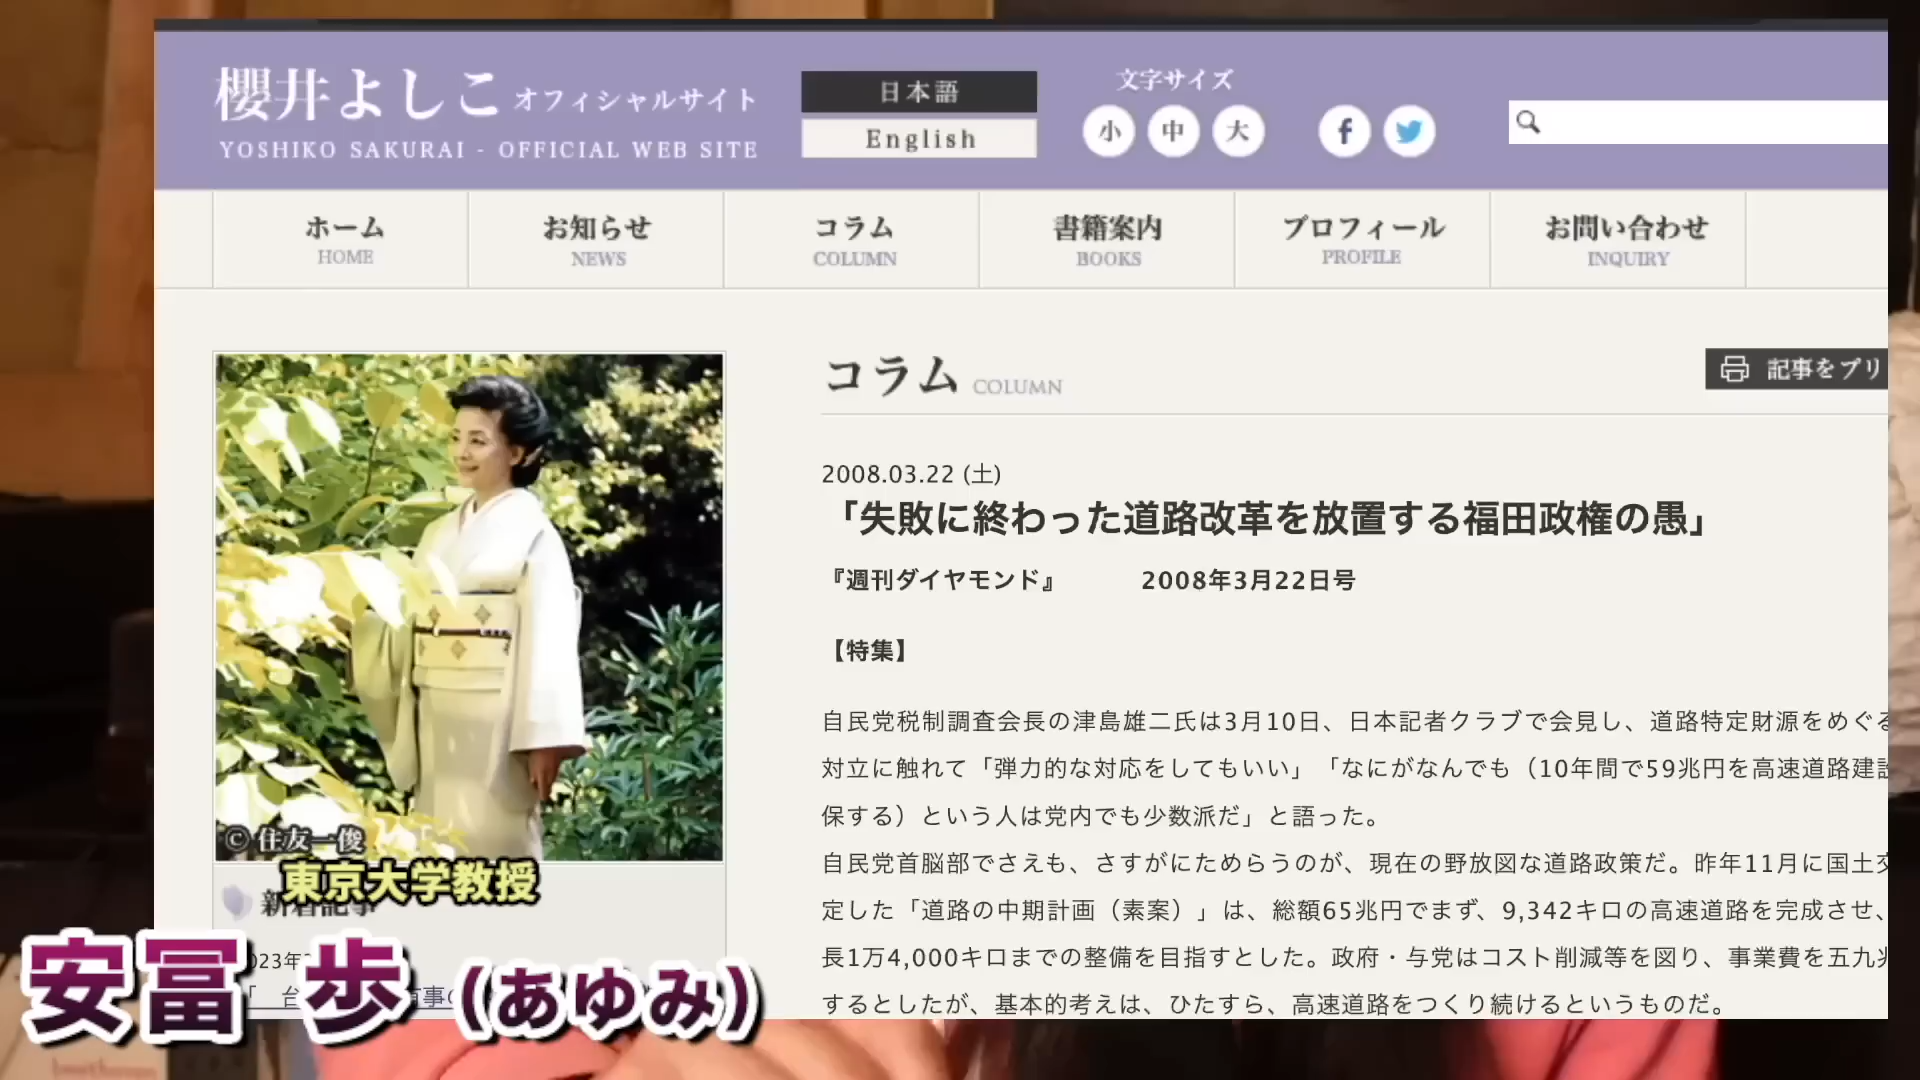 櫻井よしこ オフィシャルサイト
YOSHIKO SAKURAI - OFFICIAL WEB SITE
日本語
English
文字サイズ
小 中 大
ホーム
HOME
お知らせ
NEWS
コラム
COLUMN
書籍案内
BOOKS
プロフィール
PROFILE
お問い合わせ
INQUIRY
コラム COLUMN
記事をプリ
2008.03.22 (土)
「失敗に終わった道路改革を放置する福田政権の愚」
『週刊ダイヤモンド』 2008年3月22日号
【特集】
自民党税制調査会長の津島雄二氏は3月10日、日本記者クラブで会見し、道路特定財源をめぐる
対立に触れて「弾力的な対応をしてもいい」「なにがなんでも（10年間で59兆円を高速道路建設
保する）という人は党内でも少数派だ」と語った。
自民党首脳部でさえも、さすがにためらうのが、現在の野放図な道路政策だ。昨年11月に国土交
定した「道路の中期計画（素案）」は、総額65兆円でまず、9,342キロの高速道路を完成させ、
長1万4,000キロまでの整備を目指すとした。政府・与党はコスト削減等を図り、事業費を五九兆
するとしたが、基本的考えは、ひたすら、高速道路をつくり続けるというものだ。
© 住友一俊
東京大学教授
新着記事
023年
「台 有事
安冨 歩 (あゆみ)